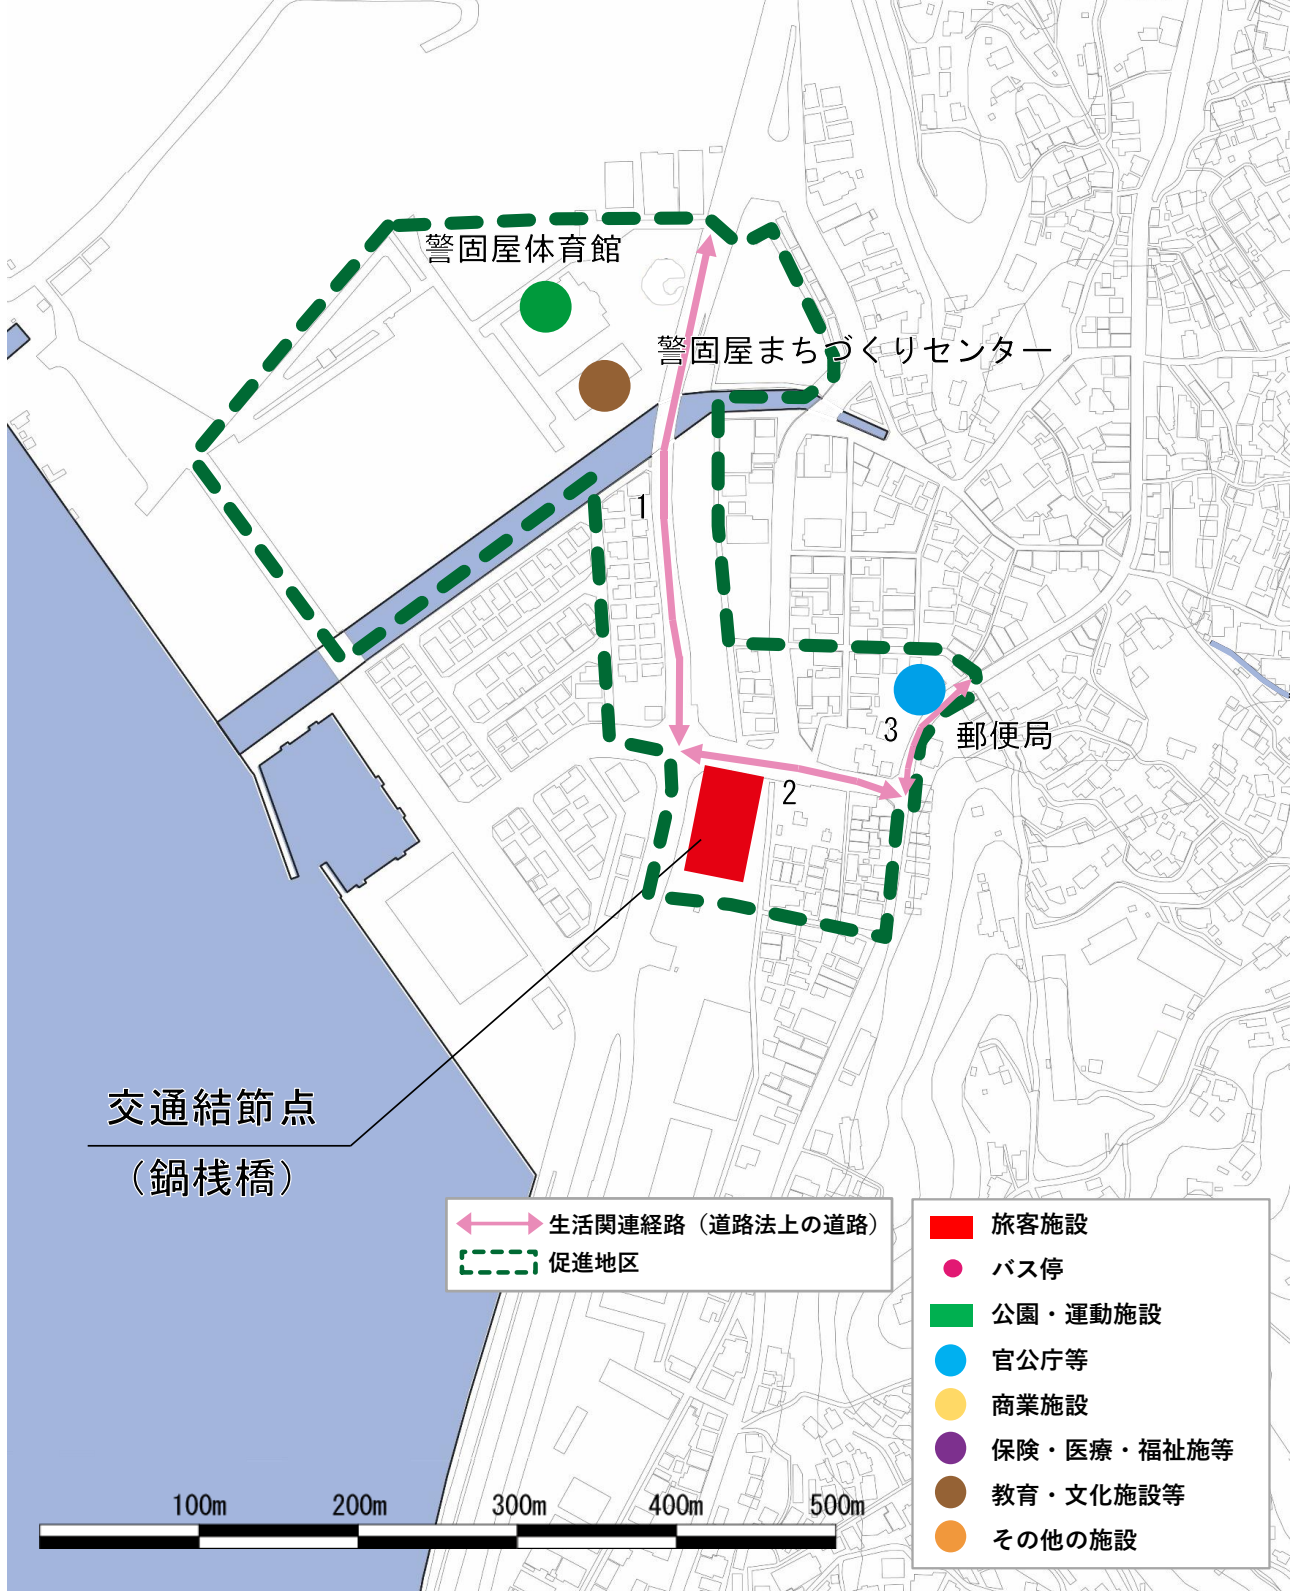 警固屋体育館
警固屋まちづくりセンター
1
3
郵便局
2
交通結節点
（鍋桟橋）
生活関連経路（道路法上の道路）
促進地区
旅客施設
バス停
公園・運動施設
官公庁等
商業施設
保険・医療・福祉施等
教育・文化施設等
その他の施設
100m 200m 300m 400m 500m